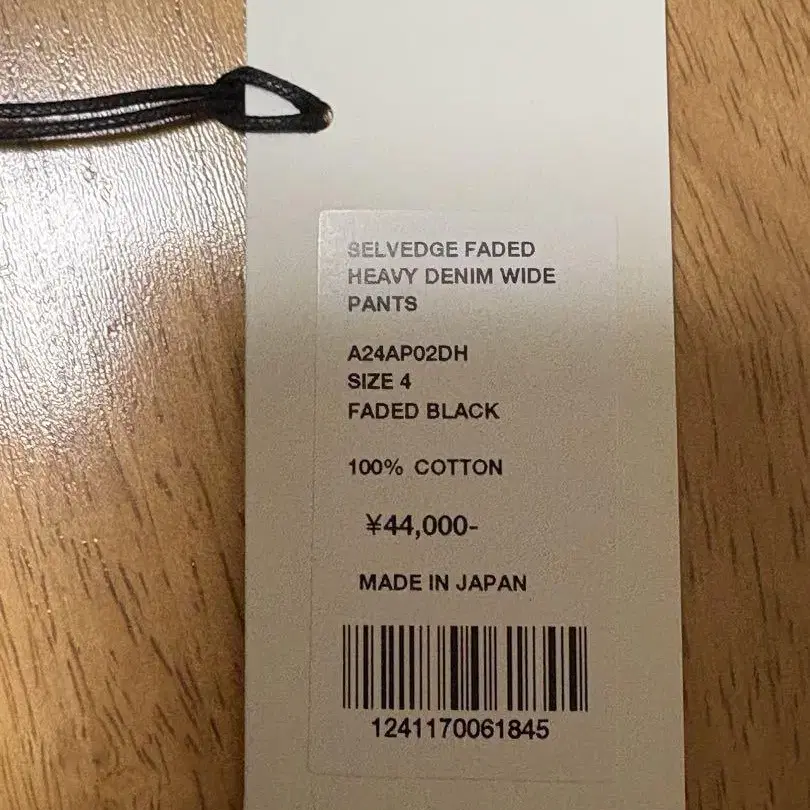 SELVEDGE FADED
HEAVY DENIM WIDE
PANTS
A24AP02DH
SIZE 4
FADED BLACK
100% COTTON
¥44,000-
MADE IN JAPAN
1241170061845